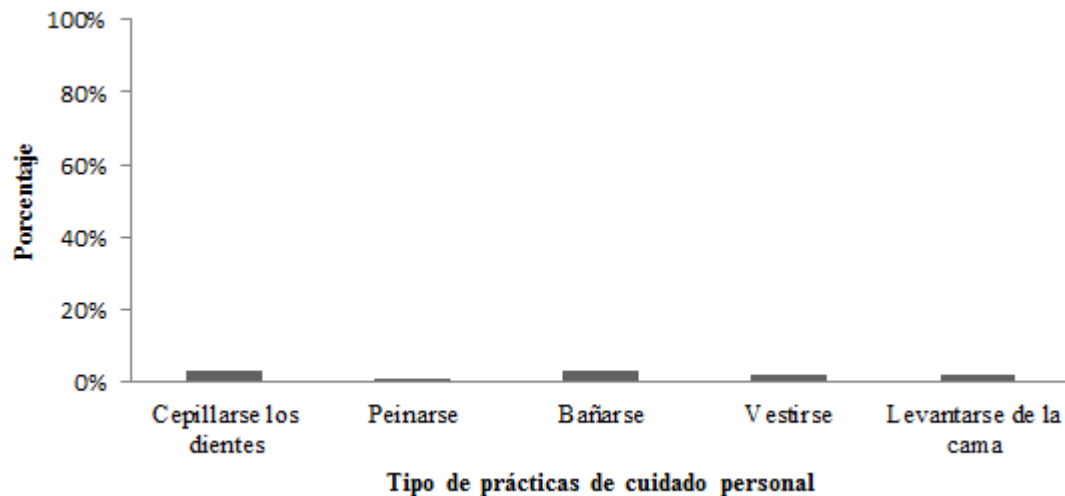 100%
80%
60%
40%
20%
0%
Porcentaje
Cepillarse los
dientes
Peinarse
Bañarse
Vestirse
Levantarse de la
cama
Tipo de prácticas de cuidado personal